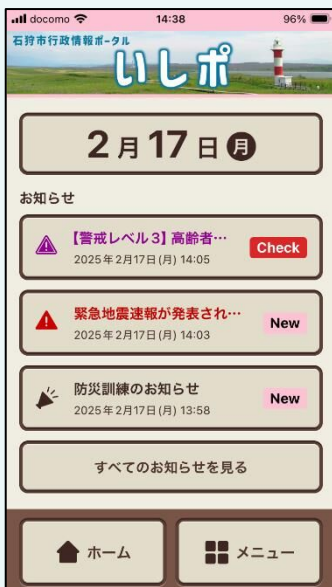 docomo 14:38 96%
石狩市行政情報ポータル
いしポ
2月17日月
お知らせ
【警戒レベル3】高齢者…
2025年2月17日(月) 14:05
Check
緊急地震速報が発表され…
2025年2月17日(月) 14:03
New
防災訓練のお知らせ
2025年2月17日(月) 13:58
New
すべてのお知らせを見る
ホーム
メニュー